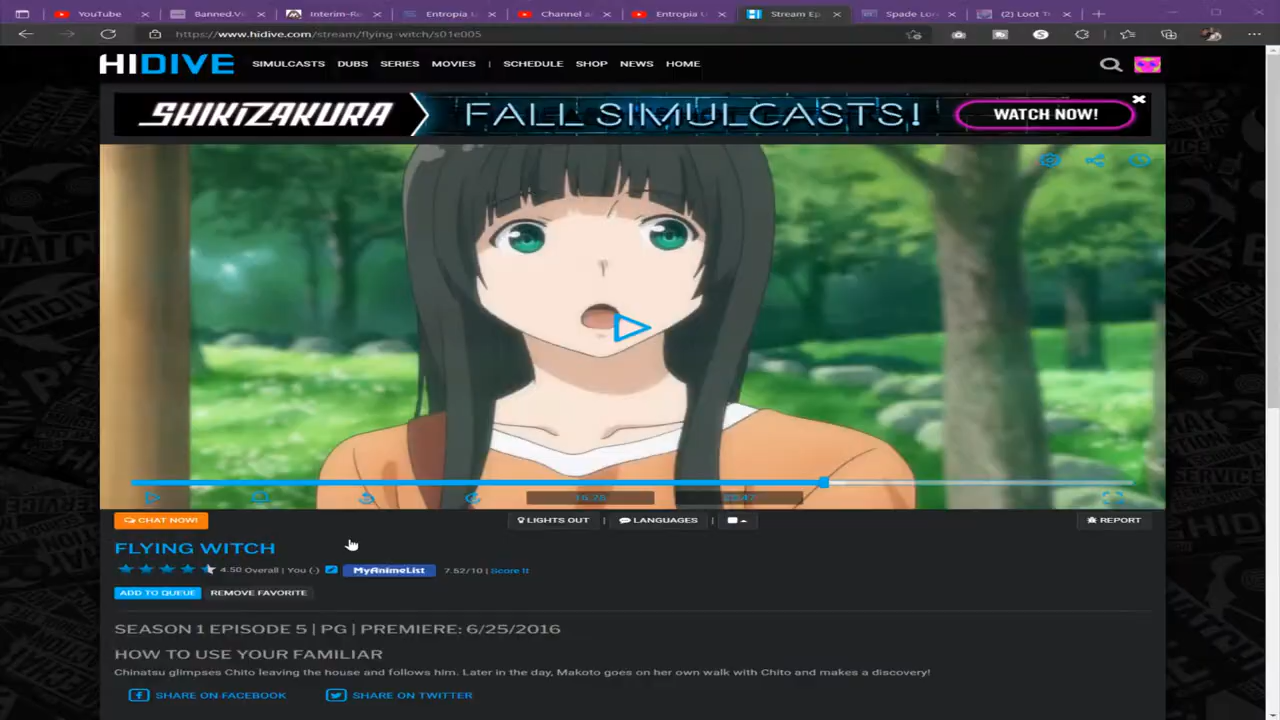 YouTube
Banned.Vi
Interim-Re
Entropia L
Channel a
Entropia U
Stream Ep
Spade Lor
(2) Loot T
https://www.hidive.com/stream/flying-witch/s01e005
HIDIVE SIMULCASTS DUBS SERIES MOVIES | SCHEDULE SHOP NEWS HOME
SHIKIZAKURA FALL SIMULCASTS! WATCH NOW!
CHAT NOW! LIGHTS OUT | LANGUAGES | REPORT
FLYING WITCH
4.50 Overall | You (-) MyAnimeList 7.52/10 | Score It
ADD TO QUEUE REMOVE FAVORITE
SEASON 1 EPISODE 5 | PG | PREMIERE: 6/25/2016
HOW TO USE YOUR FAMILIAR
Chinatsu glimpses Chito leaving the house and follows him. Later in the day, Makoto goes on her own walk with Chito and makes a discovery!
SHARE ON FACEBOOK SHARE ON TWITTER